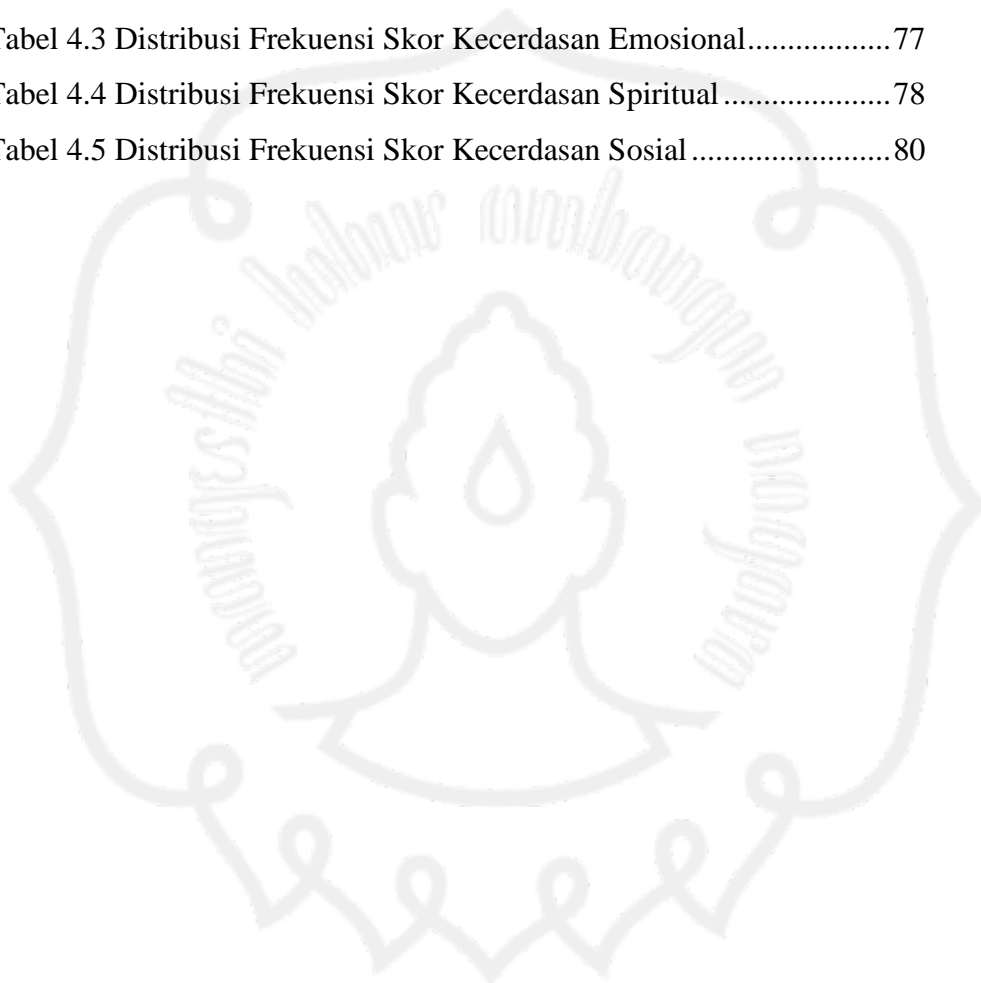 Tabel 4.3 Distribusi Frekuensi Skor Kecerdasan Emosional..................77
Tabel 4.4 Distribusi Frekuensi Skor Kecerdasan Spiritual.....................78
Tabel 4.5 Distribusi Frekuensi Skor Kecerdasan Sosial.........................80